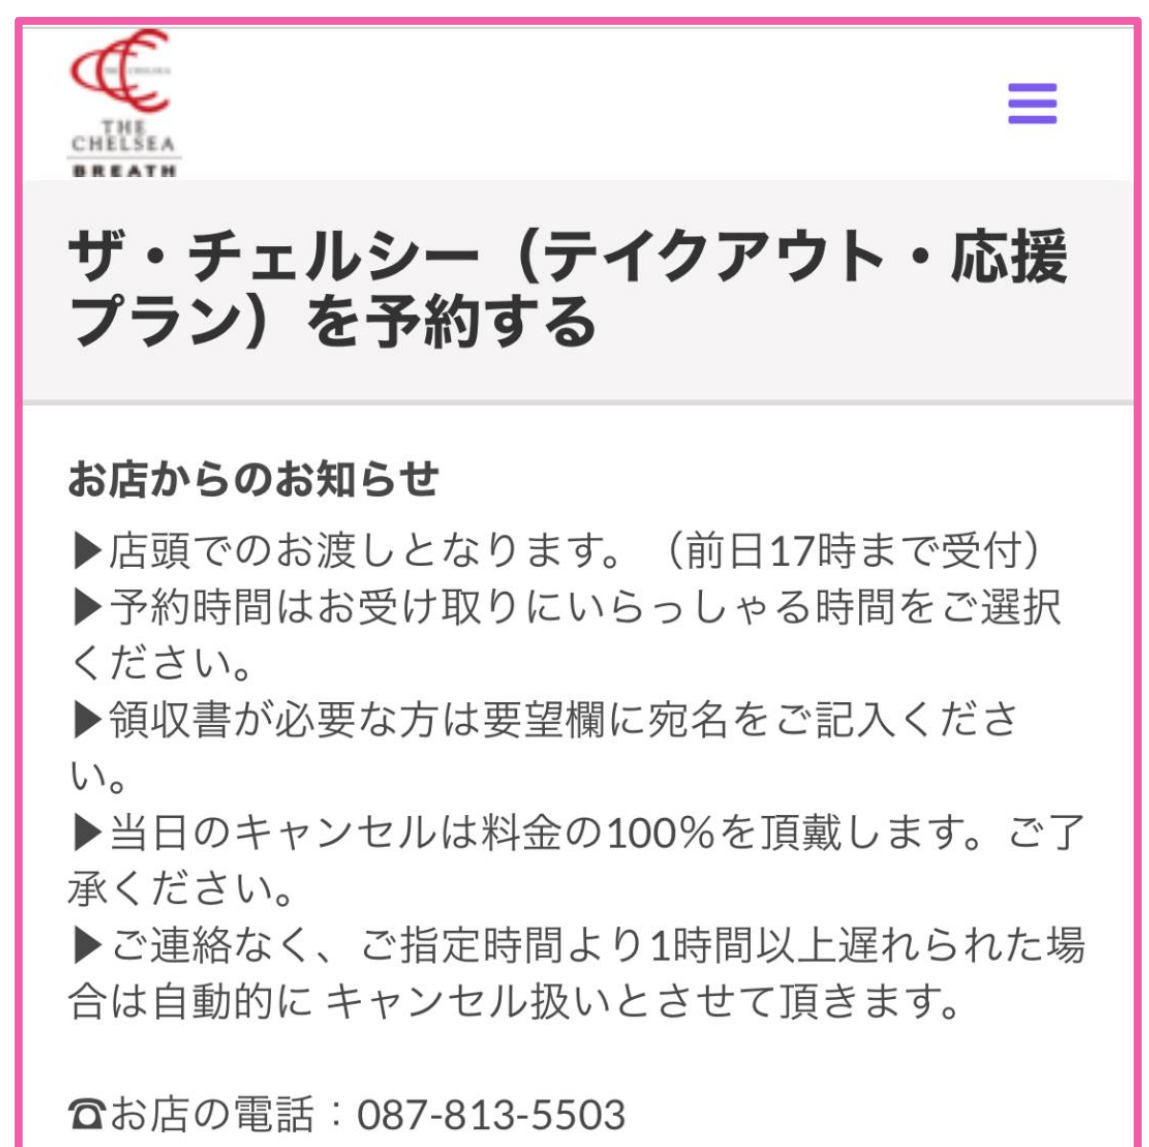 THE CHELSEA
THE
CHELSEA
BREATH
ザ・チェルシー（テイクアウト・応援
プラン）を予約する
お店からのお知らせ
▶店頭でのお渡しとなります。（前日17時まで受付）
▶予約時間はお受け取りにいらっしゃる時間をご選択
ください。
▶領収書が必要な方は要望欄に宛名をご記入くださ
い。
▶当日のキャンセルは料金の100%を頂戴します。ご了
承ください。
▶ご連絡なく、ご指定時間より1時間以上遅れられた場
合は自動的に キャンセル扱いとさせて頂きます。
☎お店の電話：087-813-5503